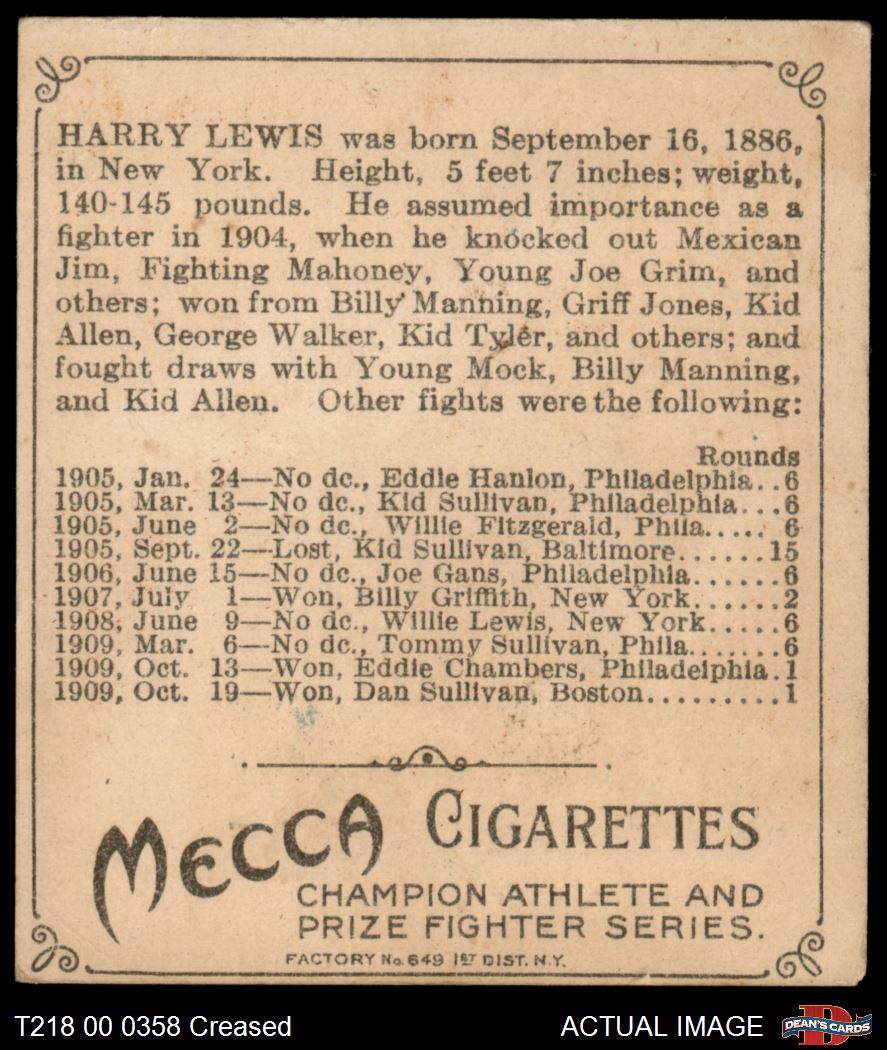 HARRY LEWIS was born September 16, 1886,
in New York. Height, 5 feet 7 inches; weight,
140-145 pounds. He assumed importance as a
fighter in 1904, when he knocked out Mexican
Jim, Fighting Mahoney, Young Joe Grim, and
others; won from Billy Manning, Griff Jones, Kid
Allen, George Walker, Kid Tyler, and others; and
fought draws with Young Mock, Billy Manning,
and Kid Allen. Other fights were the following:
Rounds
1905, Jan. 24—No dc., Eddie Hanlon, Philadelphia..6
1905, Mar. 13—No dc., Kid Sullivan, Philadelphia...6
1905, June 2—No dc., Willie Fitzgerald, Phila..... 6
1905, Sept. 22—Lost, Kid Sullivan, Baltimore......15
1906, June 15—No dc., Joe Gans, Philadelphia......6
1907, July 1—Won, Billy Griffith, New York......2
1908, June 9—No dc., Willie Lewis, New York.....6
1909, Mar. 6—No dc., Tommy Sullivan, Phila.......6
1909, Oct. 13—Won, Eddie Chambers, Philadelphia.1
1909, Oct. 19—Won, Dan Sullivan, Boston..........1
MECCA CIGARETTES
CHAMPION ATHLETE AND
PRIZE FIGHTER SERIES.
FACTORY No. 649 1ST DIST. N.Y.
T218 00 0358 Creased ACTUAL IMAGE DEAN'S CARDS